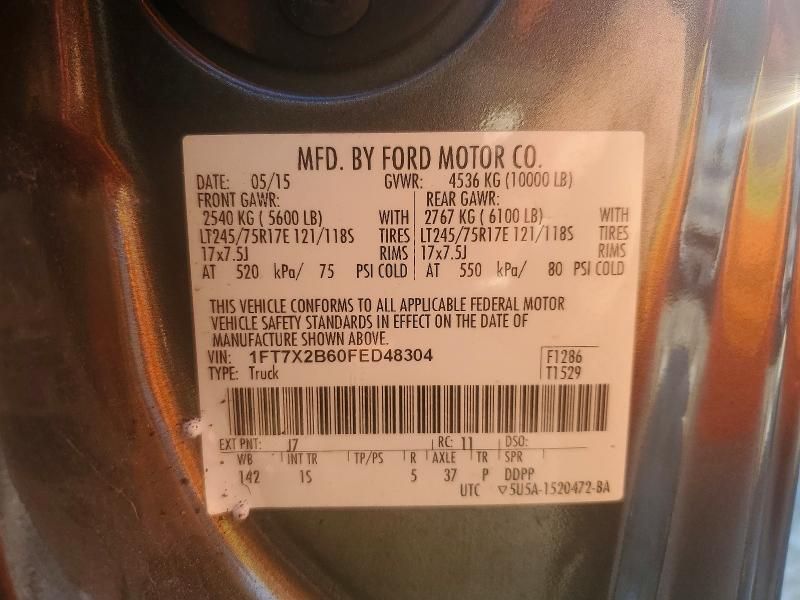 MFD. BY FORD MOTOR CO.
DATE: 05/15 GVWR: 4536 KG (10000 LB)
FRONT GAWR: REAR GAWR:
2540 KG ( 5600 LB) WITH 2767 KG ( 6100 LB) WITH
LT245/75R17E 121/118S TIRES LT245/75R17E 121/118S TIRES
17x7.5J RIMS 17x7.5J RIMS
AT 520 kPa/ 75 PSI COLD AT 550 kPa/ 80 PSI COLD
THIS VEHICLE CONFORMS TO ALL APPLICABLE FEDERAL MOTOR
VEHICLE SAFETY STANDARDS IN EFFECT ON THE DATE OF
MANUFACTURE SHOWN ABOVE.
VIN: 1FT7X2B60FED48304 F1286
TYPE: Truck T1529
EXT PNT: J7 RC: 11 DSO:
WB INT TR TP/PS R AXLE TR SPR
142 1S 5 37 P DDPP
UTC ▽5U5A-1520472-BA